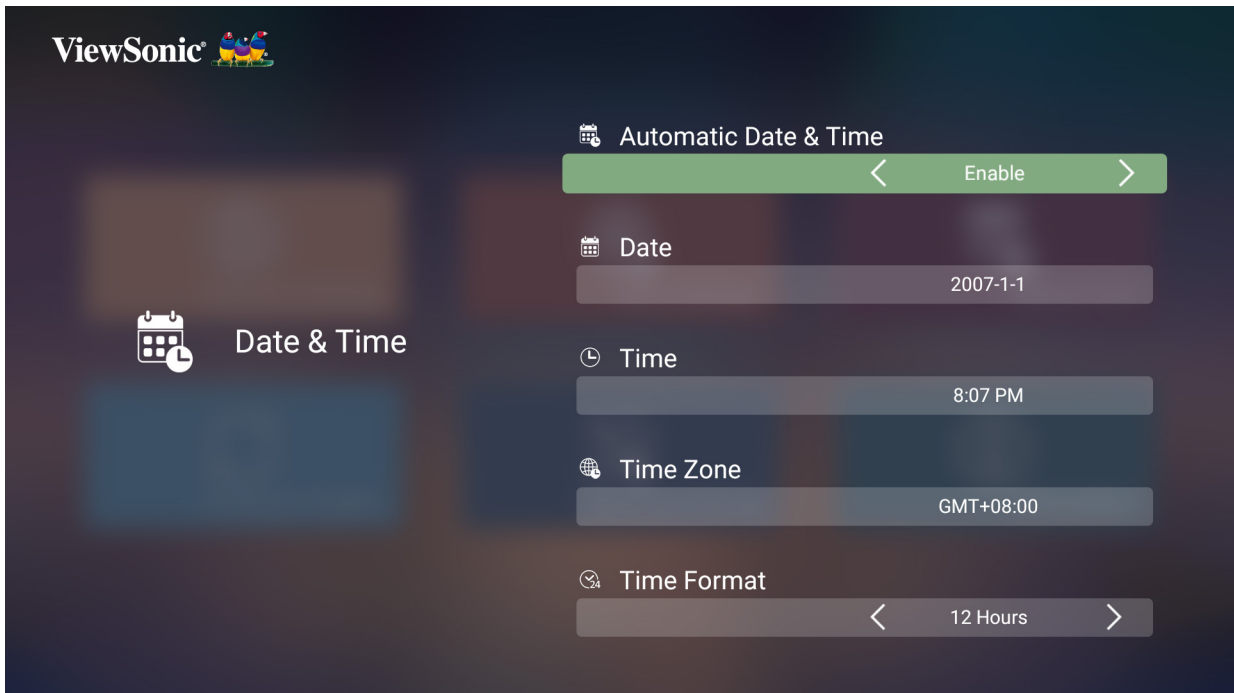 ViewSonic®
Automatic Date & Time
Enable
Date
2007-1-1
Date & Time
Time
8:07 PM
Time Zone
GMT+08:00
Time Format
12 Hours